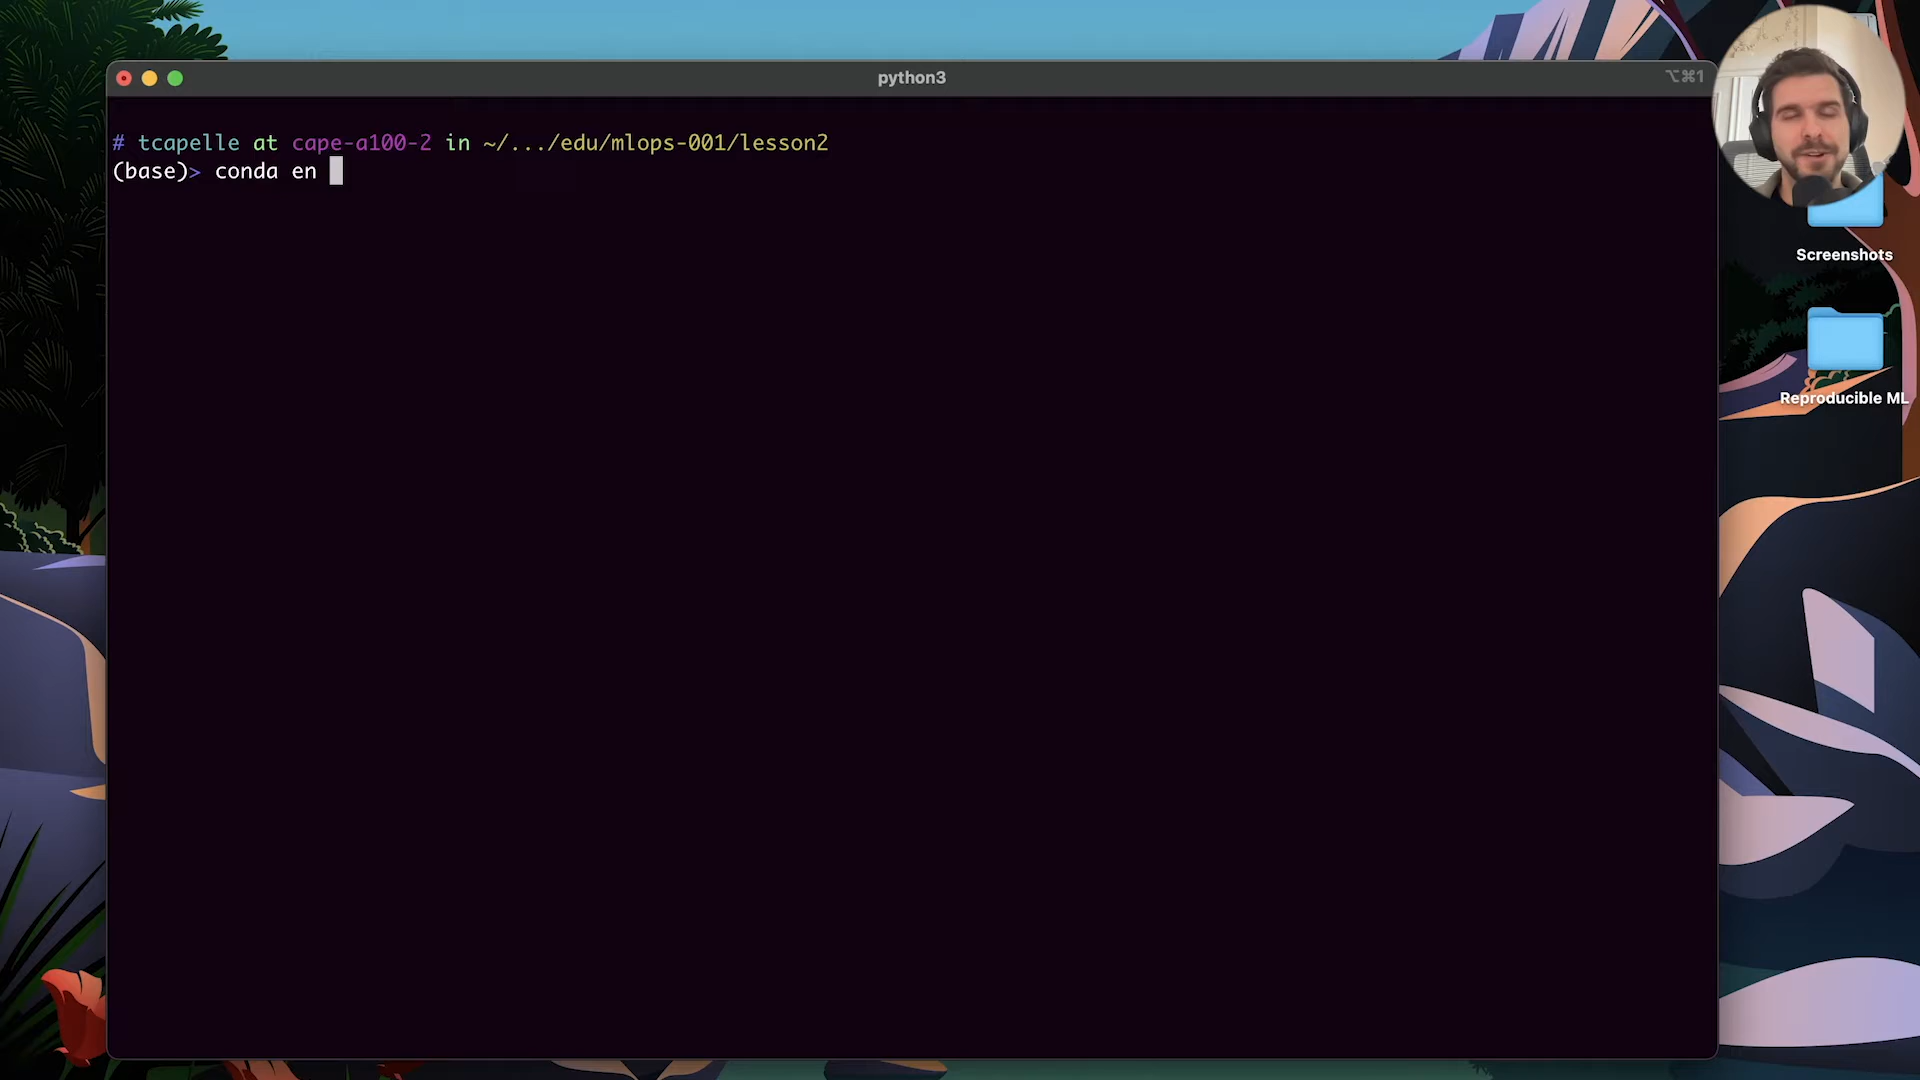 python3
⌥⌘1
# tcapelle at cape-a100-2 in ~/.../edu/mlops-001/lesson2
(base)> conda en
Screenshots
Reproducible ML